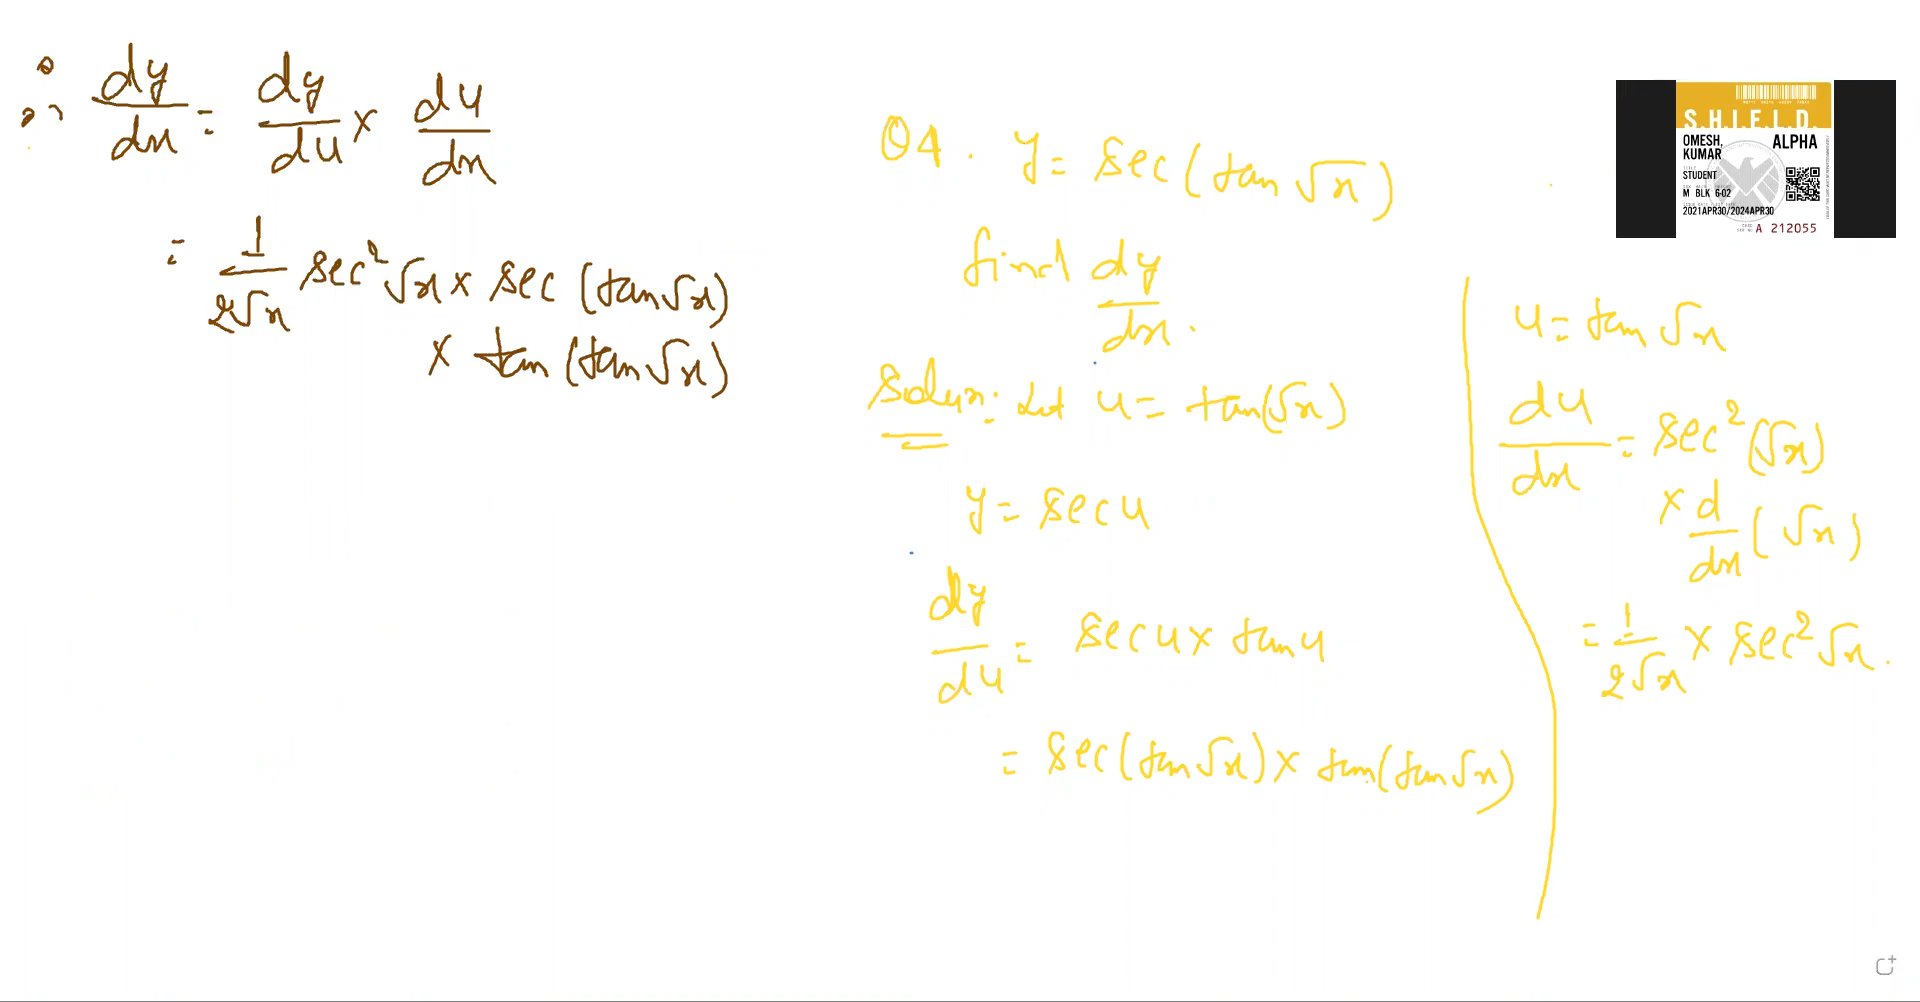 ∴ dy/dx = dy/du × du/dx
= 1/2√x sec² √x × sec (tan √x)
× tan (tan √x)
Q4. y = sec (tan √x)
find dy/dx.
Solun: Let u = tan(√x)
y = sec u
dy/du = sec u × tan u
= sec (tan √x) × tan (tan √x)
u = tan √x
du/dx = sec² (√x)
× d/dx (√x)
= 1/2√x × sec² √x.
S.H.I.E.L.D.
OMESH, ALPHA
KUMAR
STUDENT
M BLK 6-02
2021APR30/2024APR30
A 212055